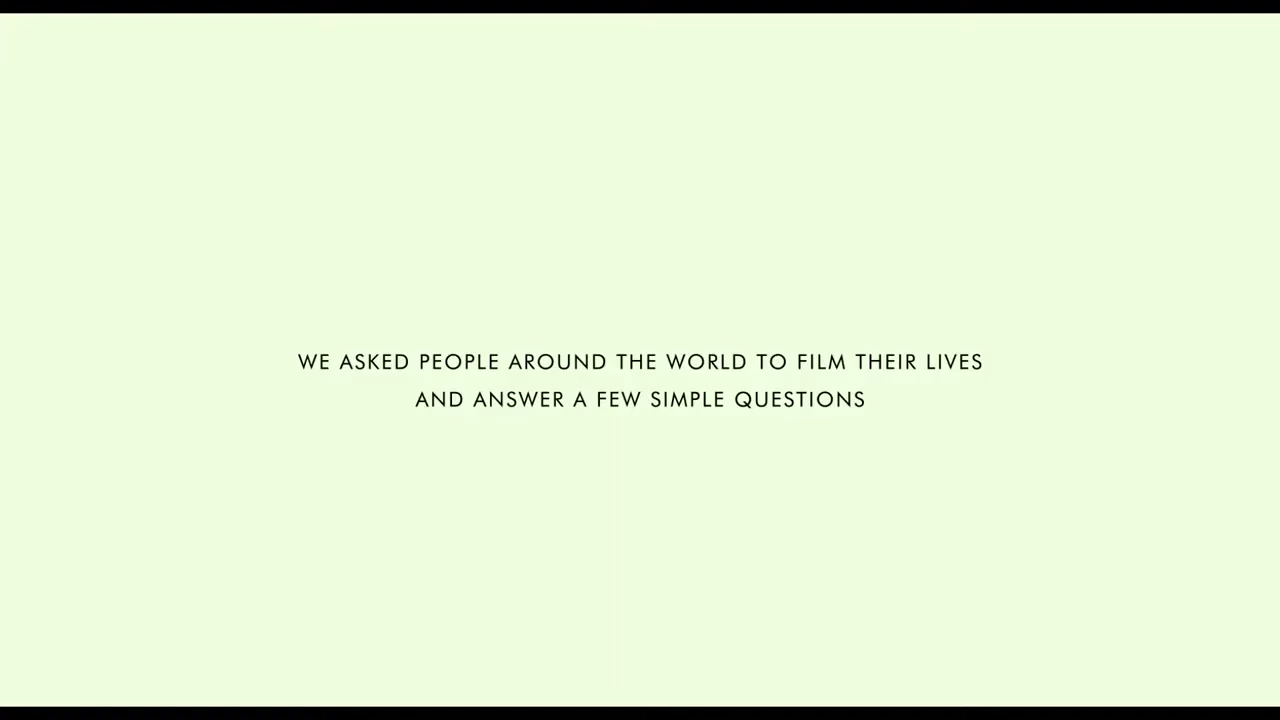 WE ASKED PEOPLE AROUND THE WORLD TO FILM THEIR LIVES
AND ANSWER A FEW SIMPLE QUESTIONS